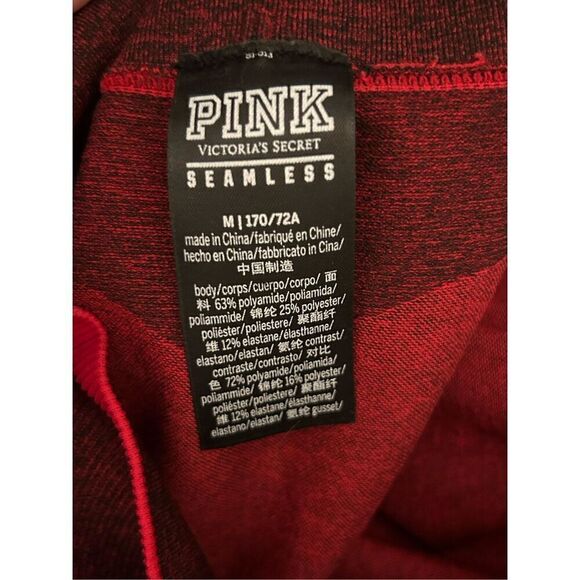 PINK
VICTORIA'S SECRET
SEAMLESS
M | 170/72A
made in China/fabriqué en Chine/
hecho en China/fabbricato in Cina/
中国制造
body/corps/cuerpo/corpo/ 面
料 63% polyamide/poliamida/
poliammide/ 锦纶 25% polyester/
poliéster/poliestere/ 聚酯纤
维 12% elastane/élasthanne/
elastano/elastan/ 氨纶 contrast/
contraste/contrasto/ 对比
色 72% polyamide/poliamida/
poliammide/ 锦纶 16% polyester/
poliéster/poliestere/ 聚酯纤
维 12% elastane/élasthanne/
elastano/elastan/ 氨纶 gusset/